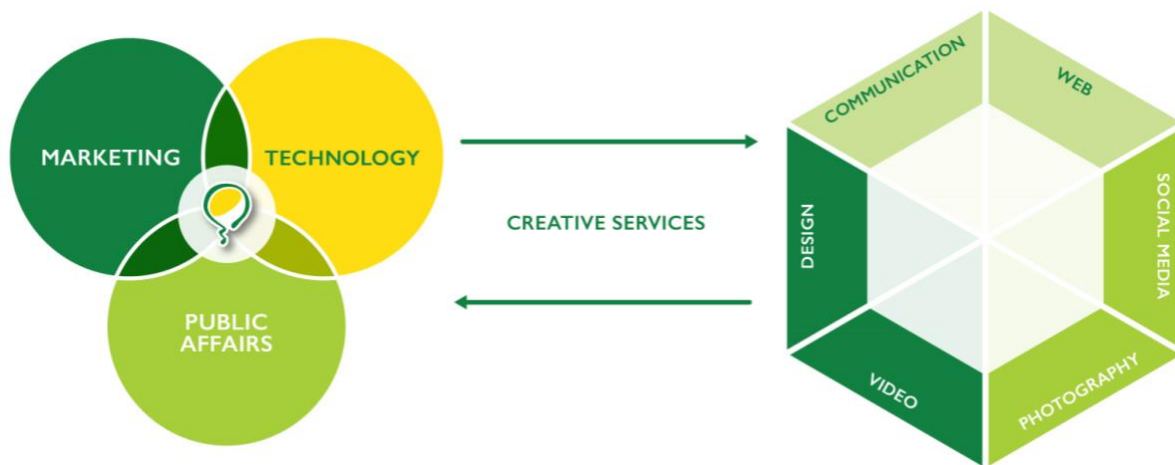 MARKETING
TECHNOLOGY
PUBLIC
AFFAIRS
CREATIVE SERVICES
COMMUNICATION
WEB
SOCIAL MEDIA
PHOTOGRAPHY
VIDEO
DESIGN